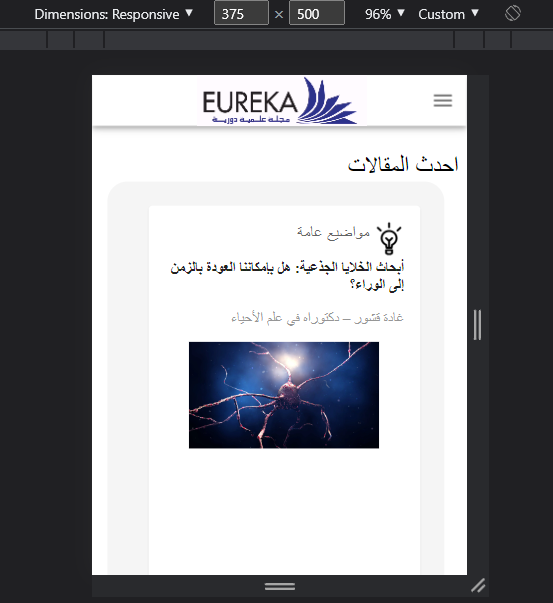 Dimensions: Responsive ▼ 375 × 500 96% ▼ Custom ▼
EUREKA
مجلة علمية دورية
احدث المقالات
مواضيع عامة
أبحاث الخلايا الجذعية: هل بإمكاننا العودة بالزمن
إلى الوراء؟
غادة قشور – دكتوراه في علم الأحياء